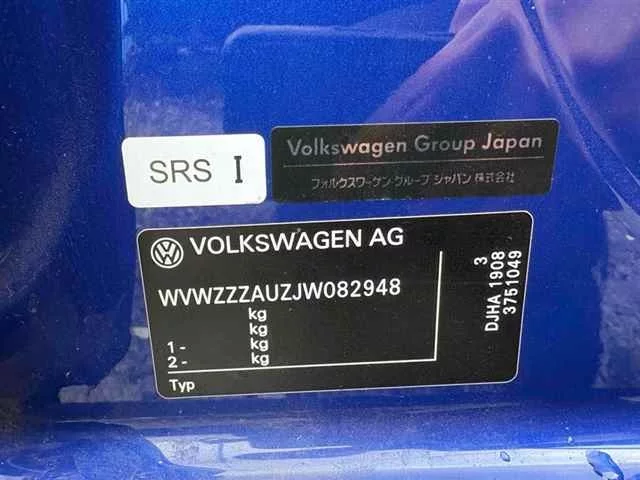 SRS I
Volkswagen Group Japan
フォルクスワーゲン グループ ジャパン 株式会社
VOLKSWAGEN AG
WVWZZZAUZJW082948
kg
kg
1 - kg
2 - kg
Typ
3
DJHA 1908
3751049